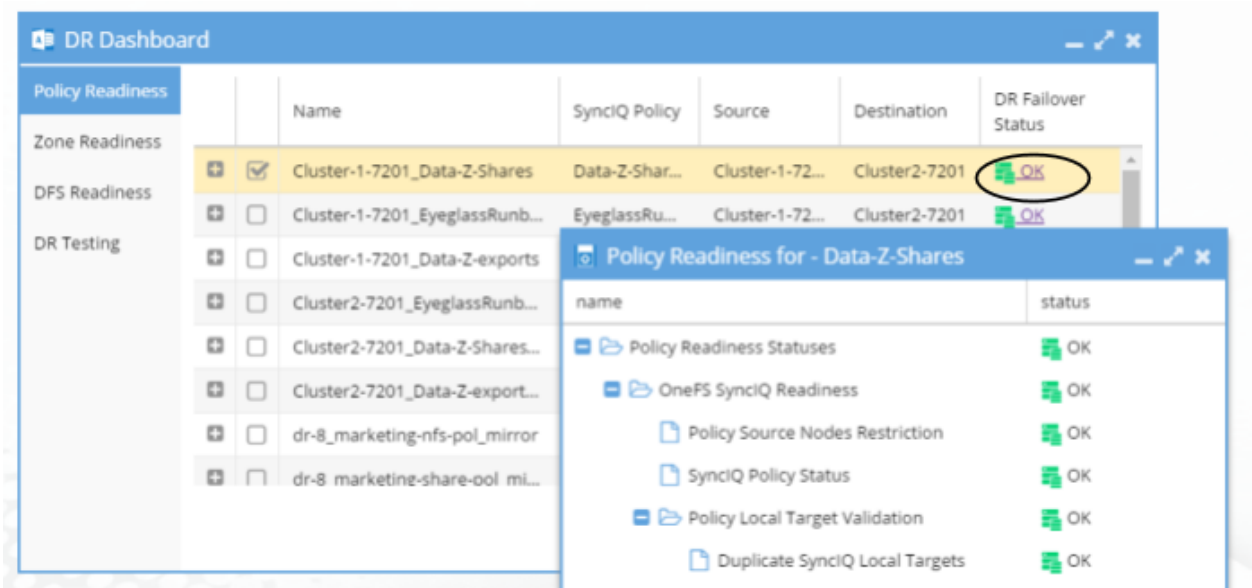 DR Dashboard
Policy Readiness
Zone Readiness
DFS Readiness
DR Testing
Name SyncIQ Policy Source Destination DR Failover Status
Cluster-1-7201_Data-Z-Shares Data-Z-Shar... Cluster-1-72... Cluster2-7201 OK
Cluster-1-7201_EyeglassRunb... EyeglassRu... Cluster-1-72... Cluster2-7201 OK
Cluster-1-7201_Data-Z-exports
Cluster2-7201_EyeglassRunb...
Cluster2-7201_Data-Z-Shares...
Cluster2-7201_Data-Z-export...
dr-8_marketing-nfs-pol_mirror
dr-8_marketing-share-pol_mi...
Policy Readiness for - Data-Z-Shares
name status
Policy Readiness Statuses OK
OneFS SyncIQ Readiness OK
Policy Source Nodes Restriction OK
SyncIQ Policy Status OK
Policy Local Target Validation OK
Duplicate SyncIQ Local Targets OK